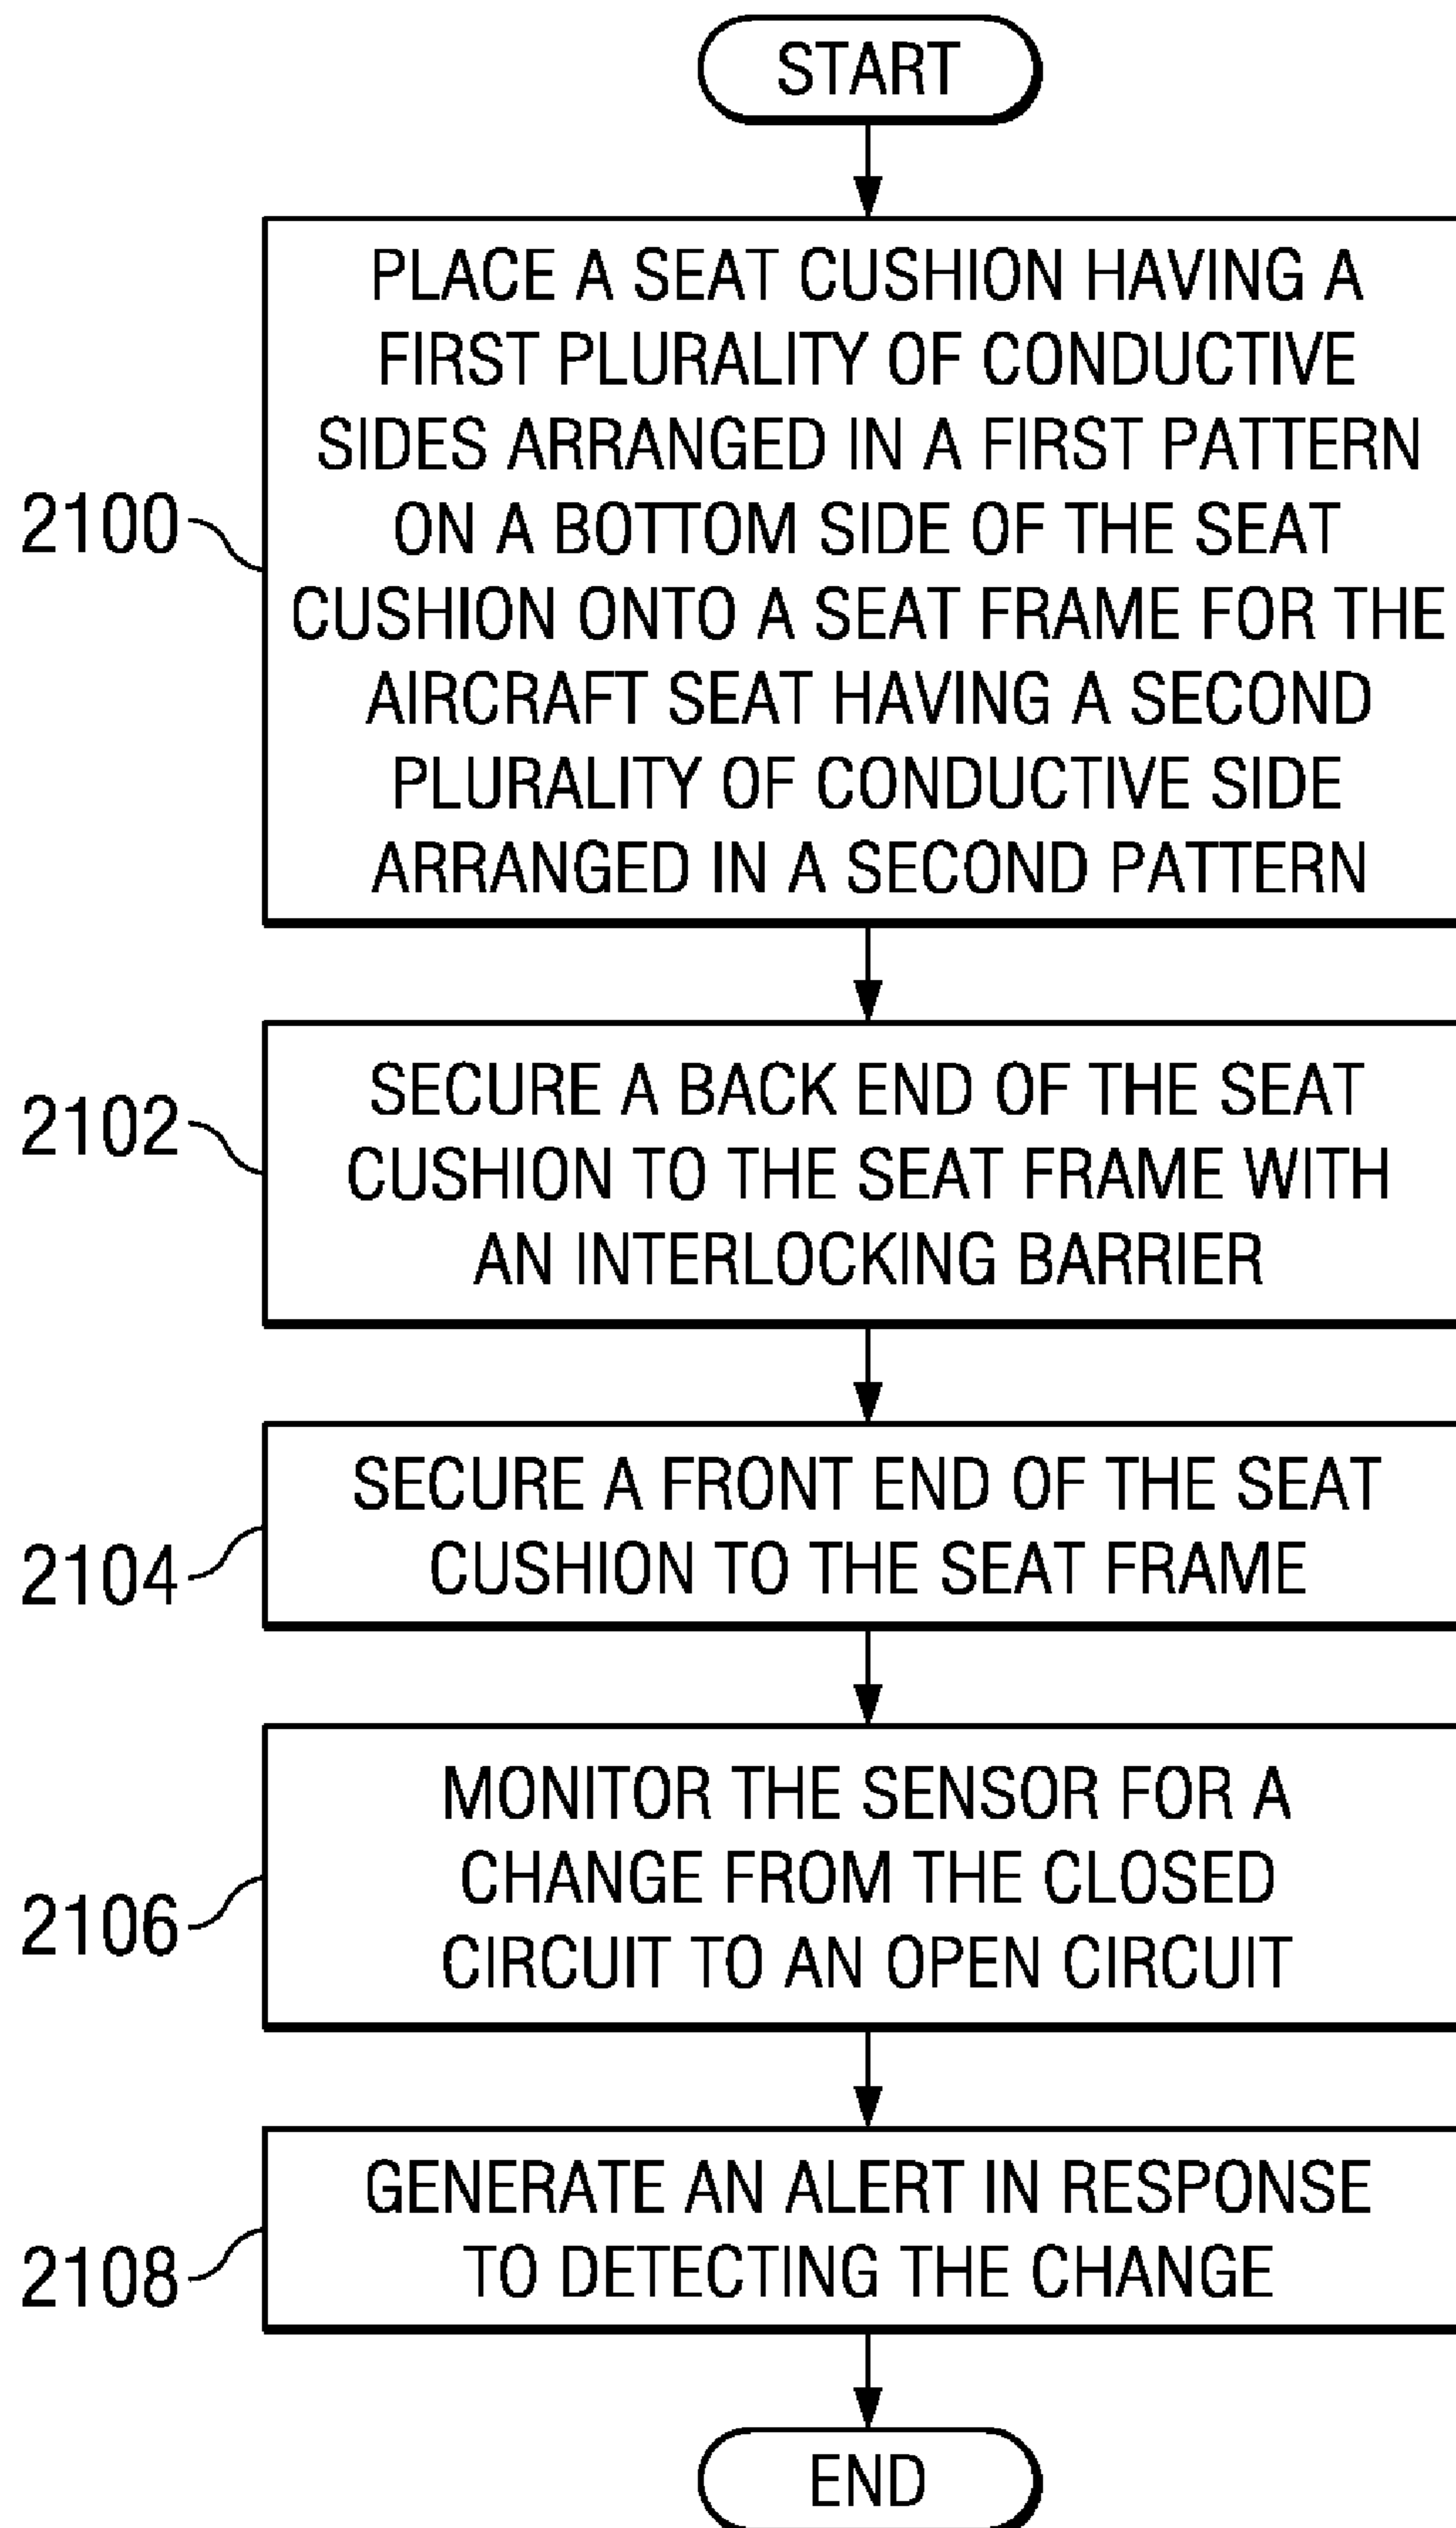 START
PLACE A SEAT CUSHION HAVING A
FIRST PLURALITY OF CONDUCTIVE
SIDES ARRANGED IN A FIRST PATTERN
ON A BOTTOM SIDE OF THE SEAT
CUSHION ONTO A SEAT FRAME FOR THE
AIRCRAFT SEAT HAVING A SECOND
PLURALITY OF CONDUCTIVE SIDE
ARRANGED IN A SECOND PATTERN
2100
SECURE A BACK END OF THE SEAT
CUSHION TO THE SEAT FRAME WITH
AN INTERLOCKING BARRIER
2102
SECURE A FRONT END OF THE SEAT
CUSHION TO THE SEAT FRAME
2104
MONITOR THE SENSOR FOR A
CHANGE FROM THE CLOSED
CIRCUIT TO AN OPEN CIRCUIT
2106
GENERATE AN ALERT IN RESPONSE
TO DETECTING THE CHANGE
2108
END